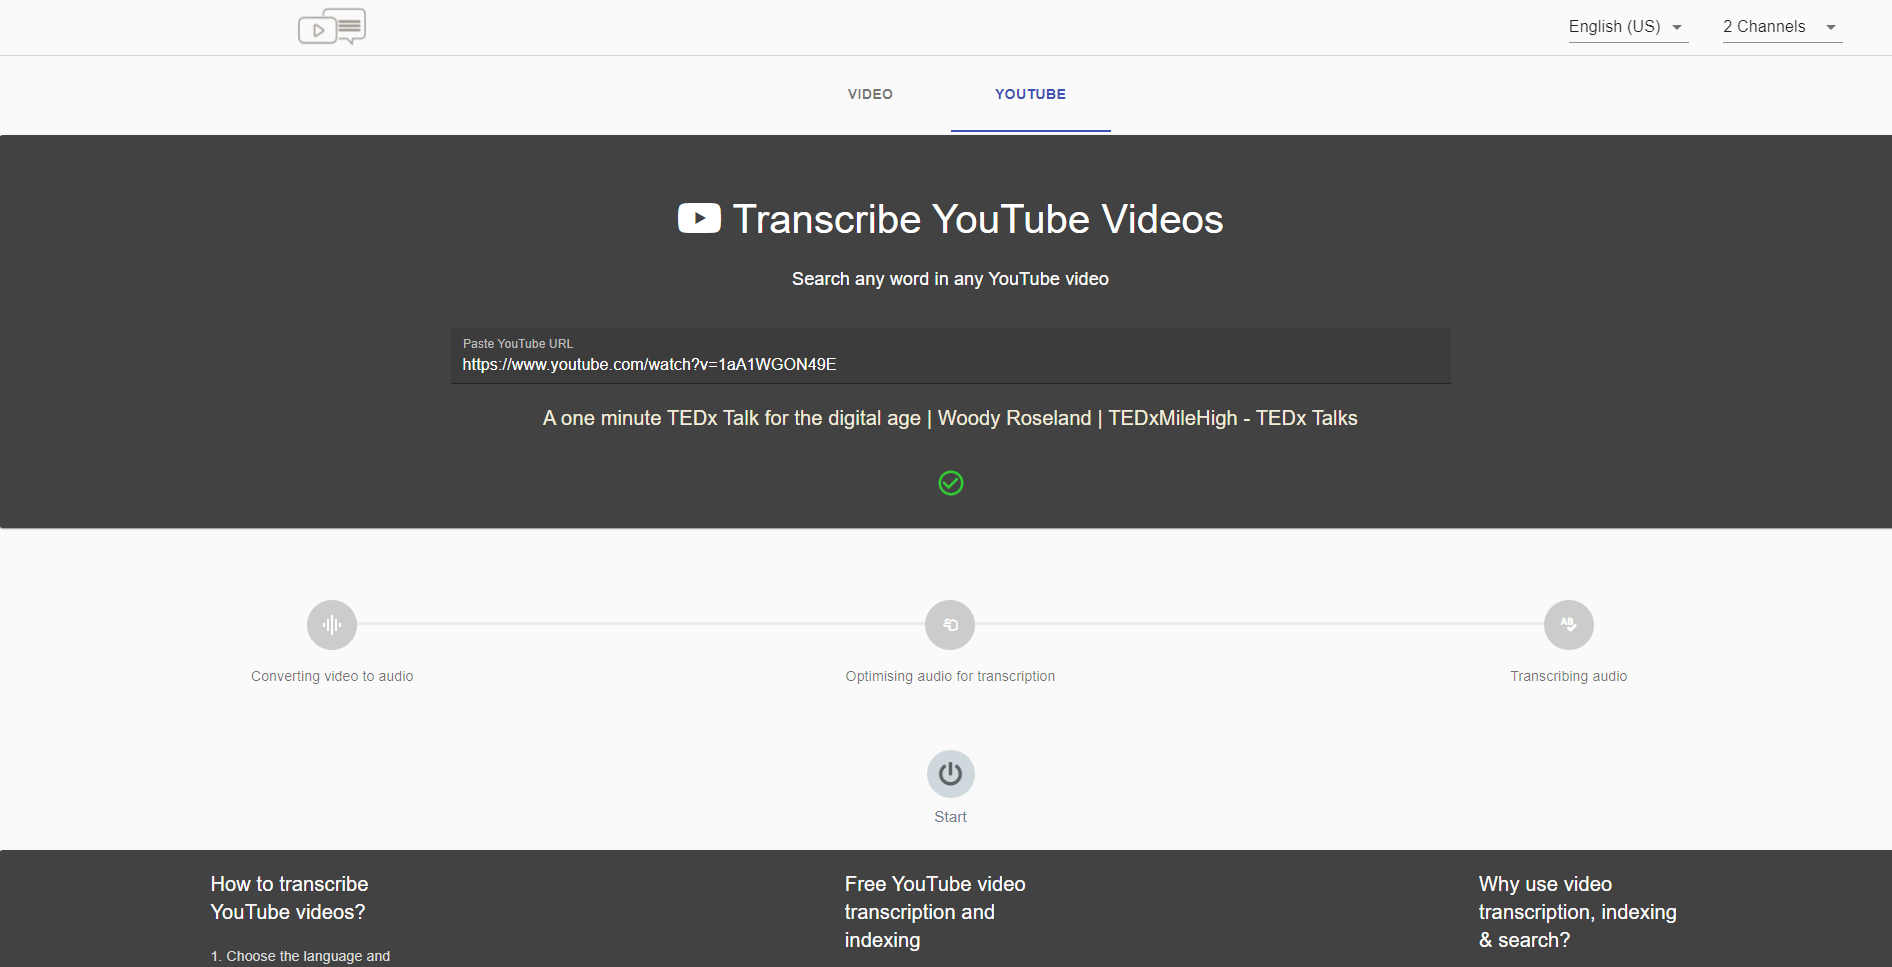 English (US)
2 Channels
VIDEO
YOUTUBE
Transcribe YouTube Videos
Search any word in any YouTube video
Paste YouTube URL
https://www.youtube.com/watch?v=1aA1WGON49E
A one minute TEDx Talk for the digital age | Woody Roseland | TEDxMileHigh - TEDx Talks
Converting video to audio
Optimising audio for transcription
AB
Transcribing audio
Start
How to transcribe
YouTube videos?
1. Choose the language and
Free YouTube video
transcription and
indexing
Why use video
transcription, indexing
& search?